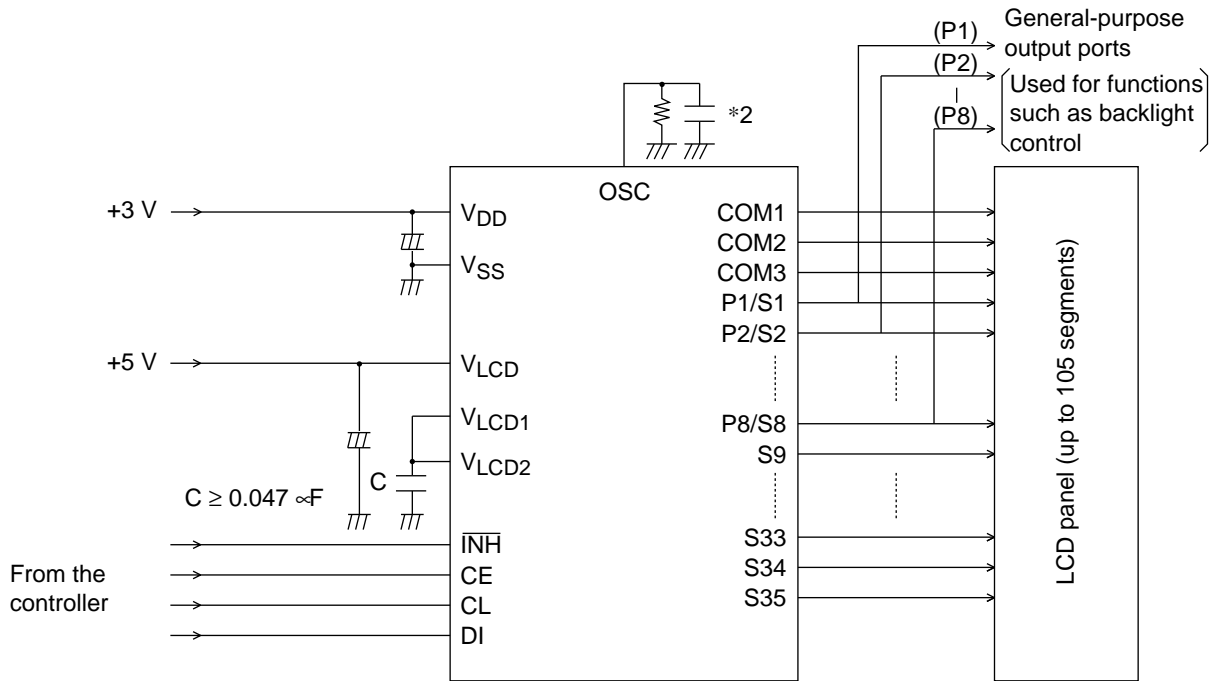 (P1)
General-purpose
output ports
(P2)
(P8)
Used for functions
such as backlight
control
*2
OSC
+3 V
VDD
VSS
+5 V
VLCD
VLCD1
VLCD2
C
C ≥ 0.047 ∝F
From the
controller
INH
CE
CL
DI
COM1
COM2
COM3
P1/S1
P2/S2
P8/S8
S9
S33
S34
S35
LCD panel (up to 105 segments)